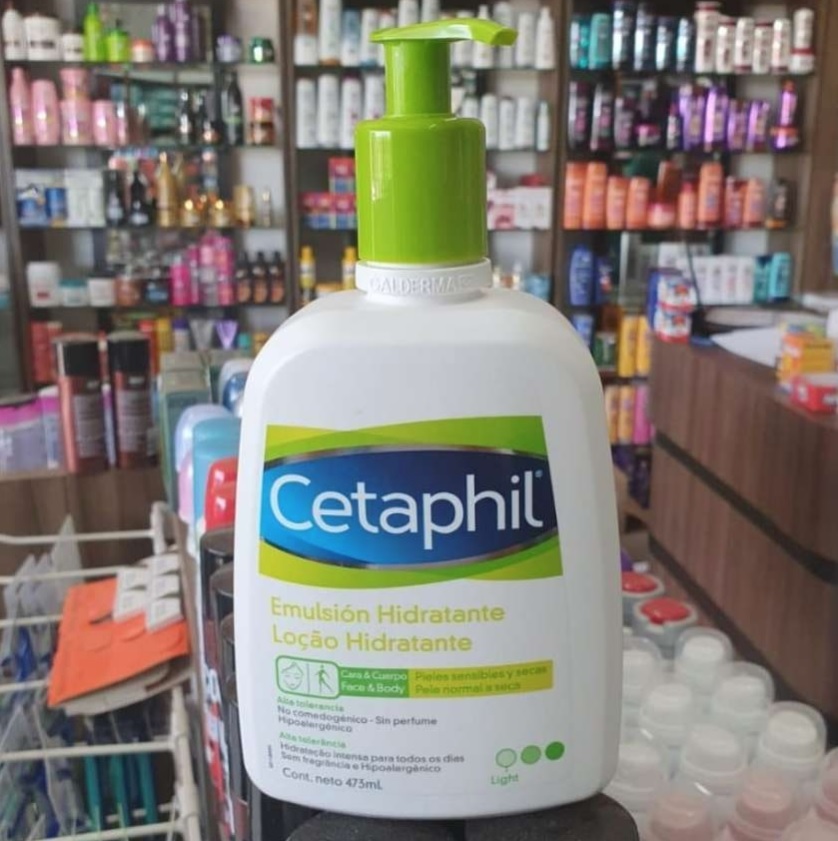 GALDERMA
Cetaphil®
Emulsión Hidratante
Loção Hidratante
Cara & Cuerpo
Face & Body
Pieles sensibles y secas
Pele normal a seca
Alta tolerancia
No comedogénico - Sin perfume
Hipoalergénico
Alta tolerância
Hidratação intensa para todos os dias
Sem fragrância e Hipoalergénico
Cont. neto 473mL
Light